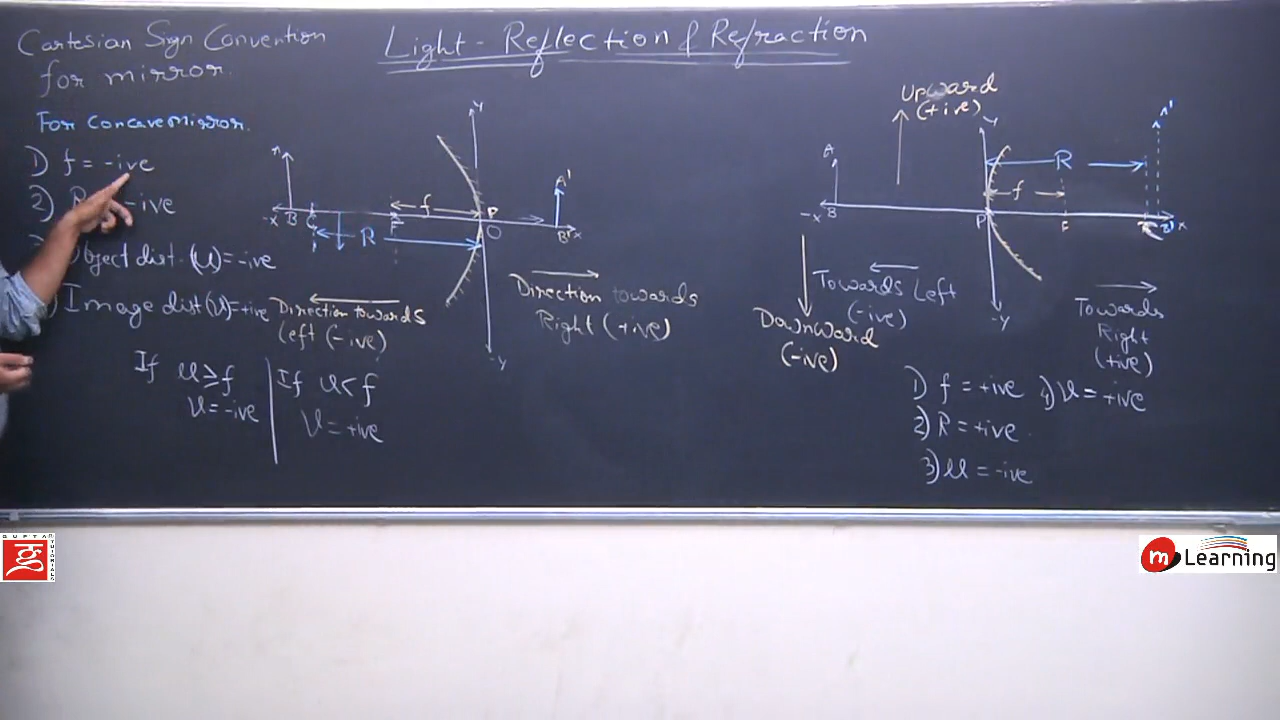 Cartesian Sign Convention
for mirror.
Light - Reflection & Refraction
For Concave Mirror.
1) f = -ive
2) R -ive
Object dist. (u) = -ive
Image dist (v) = +ive
If u ≥ f
v = -ive
If u < f
v = +ive
Y
A
-X
B
C
F
f
R
P
O
A'
B'
X
-Y
Direction towards
left (-ive)
Direction towards
Right (+ive)
Upward
(+ive)
Y
A
-X
B
P
R
f
F
A'
X
-Y
Downward
(-ive)
Towards Left
(-ive)
Towards
Right
(+ive)
1) f = +ive
2) R = +ive
3) u = -ive
4) v = +ive
GUPTA
TUTORIALS
m Learning